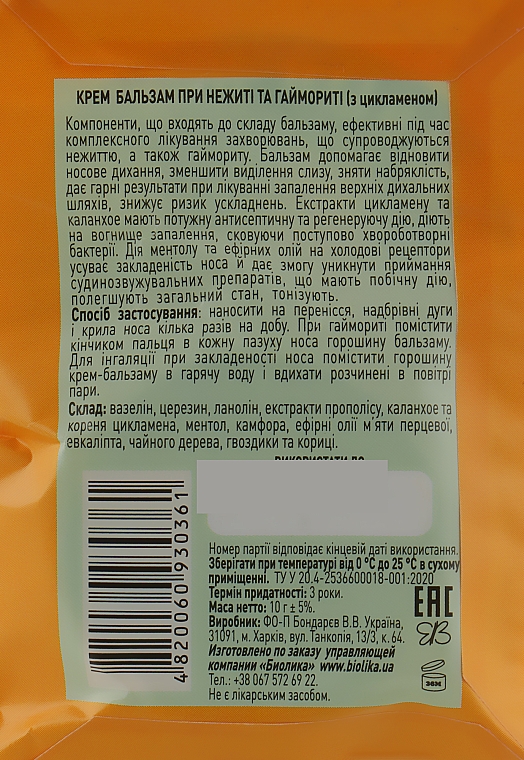 КРЕМ БАЛЬЗАМ ПРИ НЕЖИТІ ТА ГАЙМОРИТІ (з цикламеном)
Компоненти, що входять до складу бальзаму, ефективні під час
комплексного лікування захворювань, що супроводжуються
нежиттю, а також гаймориту. Бальзам допомагає відновити
носове дихання, зменшити виділення слизу, зняти набряклість,
дає гарні результати при лікуванні запалення верхніх дихальних
шляхів, знижує ризик ускладнень. Екстракти цикламену та
каланхое мають потужну антисептичну та регенеруючу дію, діють
на вогнище запалення, сковуючи поступово хвороботворні
бактерії. Дія ментолу та ефірних олій на холодові рецептори
усуває закладеність носа й дає змогу уникнути приймання
судинозвужувальних препаратів, що мають побічну дію,
полегшують загальний стан, тонізують.
Спосіб застосування: наносити на перенісся, надбрівні дуги
і крила носа кілька разів на добу. При гаймориті помістити
кінчиком пальця в кожну пазуху носа горошину бальзаму.
Для інгаляції при закладеності носа помістити горошину
крем-бальзаму в гарячу воду і вдихати розчинені в повітрі
пари.
Склад: вазелін, церезин, ланолін, екстракти прополісу, каланхое та
кореня цикламена, ментол, камфора, ефірні олії м'яти перцевої,
евкаліпта, чайного дерева, гвоздики та кориці.
ВИКОРИСТАТИ ДО
Номер партії відповідає кінцевій даті використання.
Зберігати при температурі від 0 °С до 25 °С в сухому
приміщенні. ТУ У 20.4-2536600018-001:2020
Термін придатності: 3 роки.
Маса нетто: 10 г ± 5%.
Виробник: ФО-П Бондарєв В.В. Україна,
31091, м. Харків, вул. Танкопія, 13/3, к. 64.
Изготовлено по заказу управляющей
компании «Биолика» www.biolika.ua
Тел.: +38 067 572 69 22.
Не є лікарським засобом.
EAC
36M
4 820060 930361